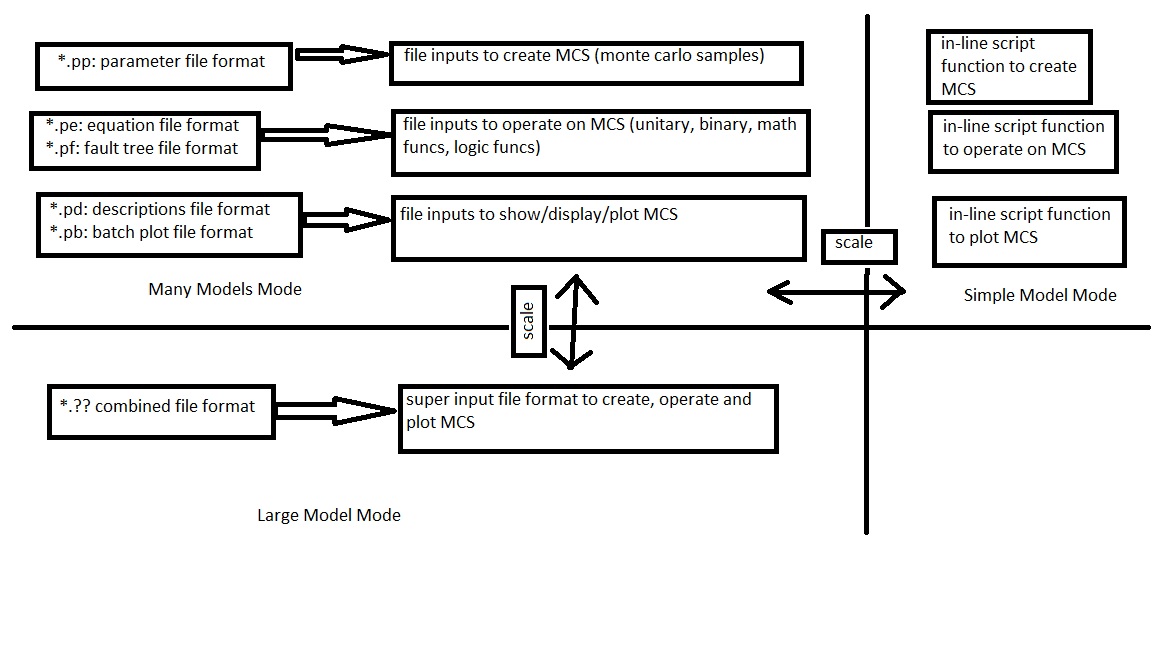 *.pp: parameter file format
file inputs to create MCS (monte carlo samples)
*.pe: equation file format
*.pf: fault tree file format
file inputs to operate on MCS (unitary, binary, math
funcs, logic funcs)
*.pd: descriptions file format
*.pb: batch plot file format
file inputs to show/display/plot MCS
Many Models Mode
scale
in-line script
function to create
MCS
in-line script function
to operate on MCS
in-line script function
to plot MCS
scale
Simple Model Mode
*.?? combined file format
super input file format to create, operate and
plot MCS
Large Model Mode